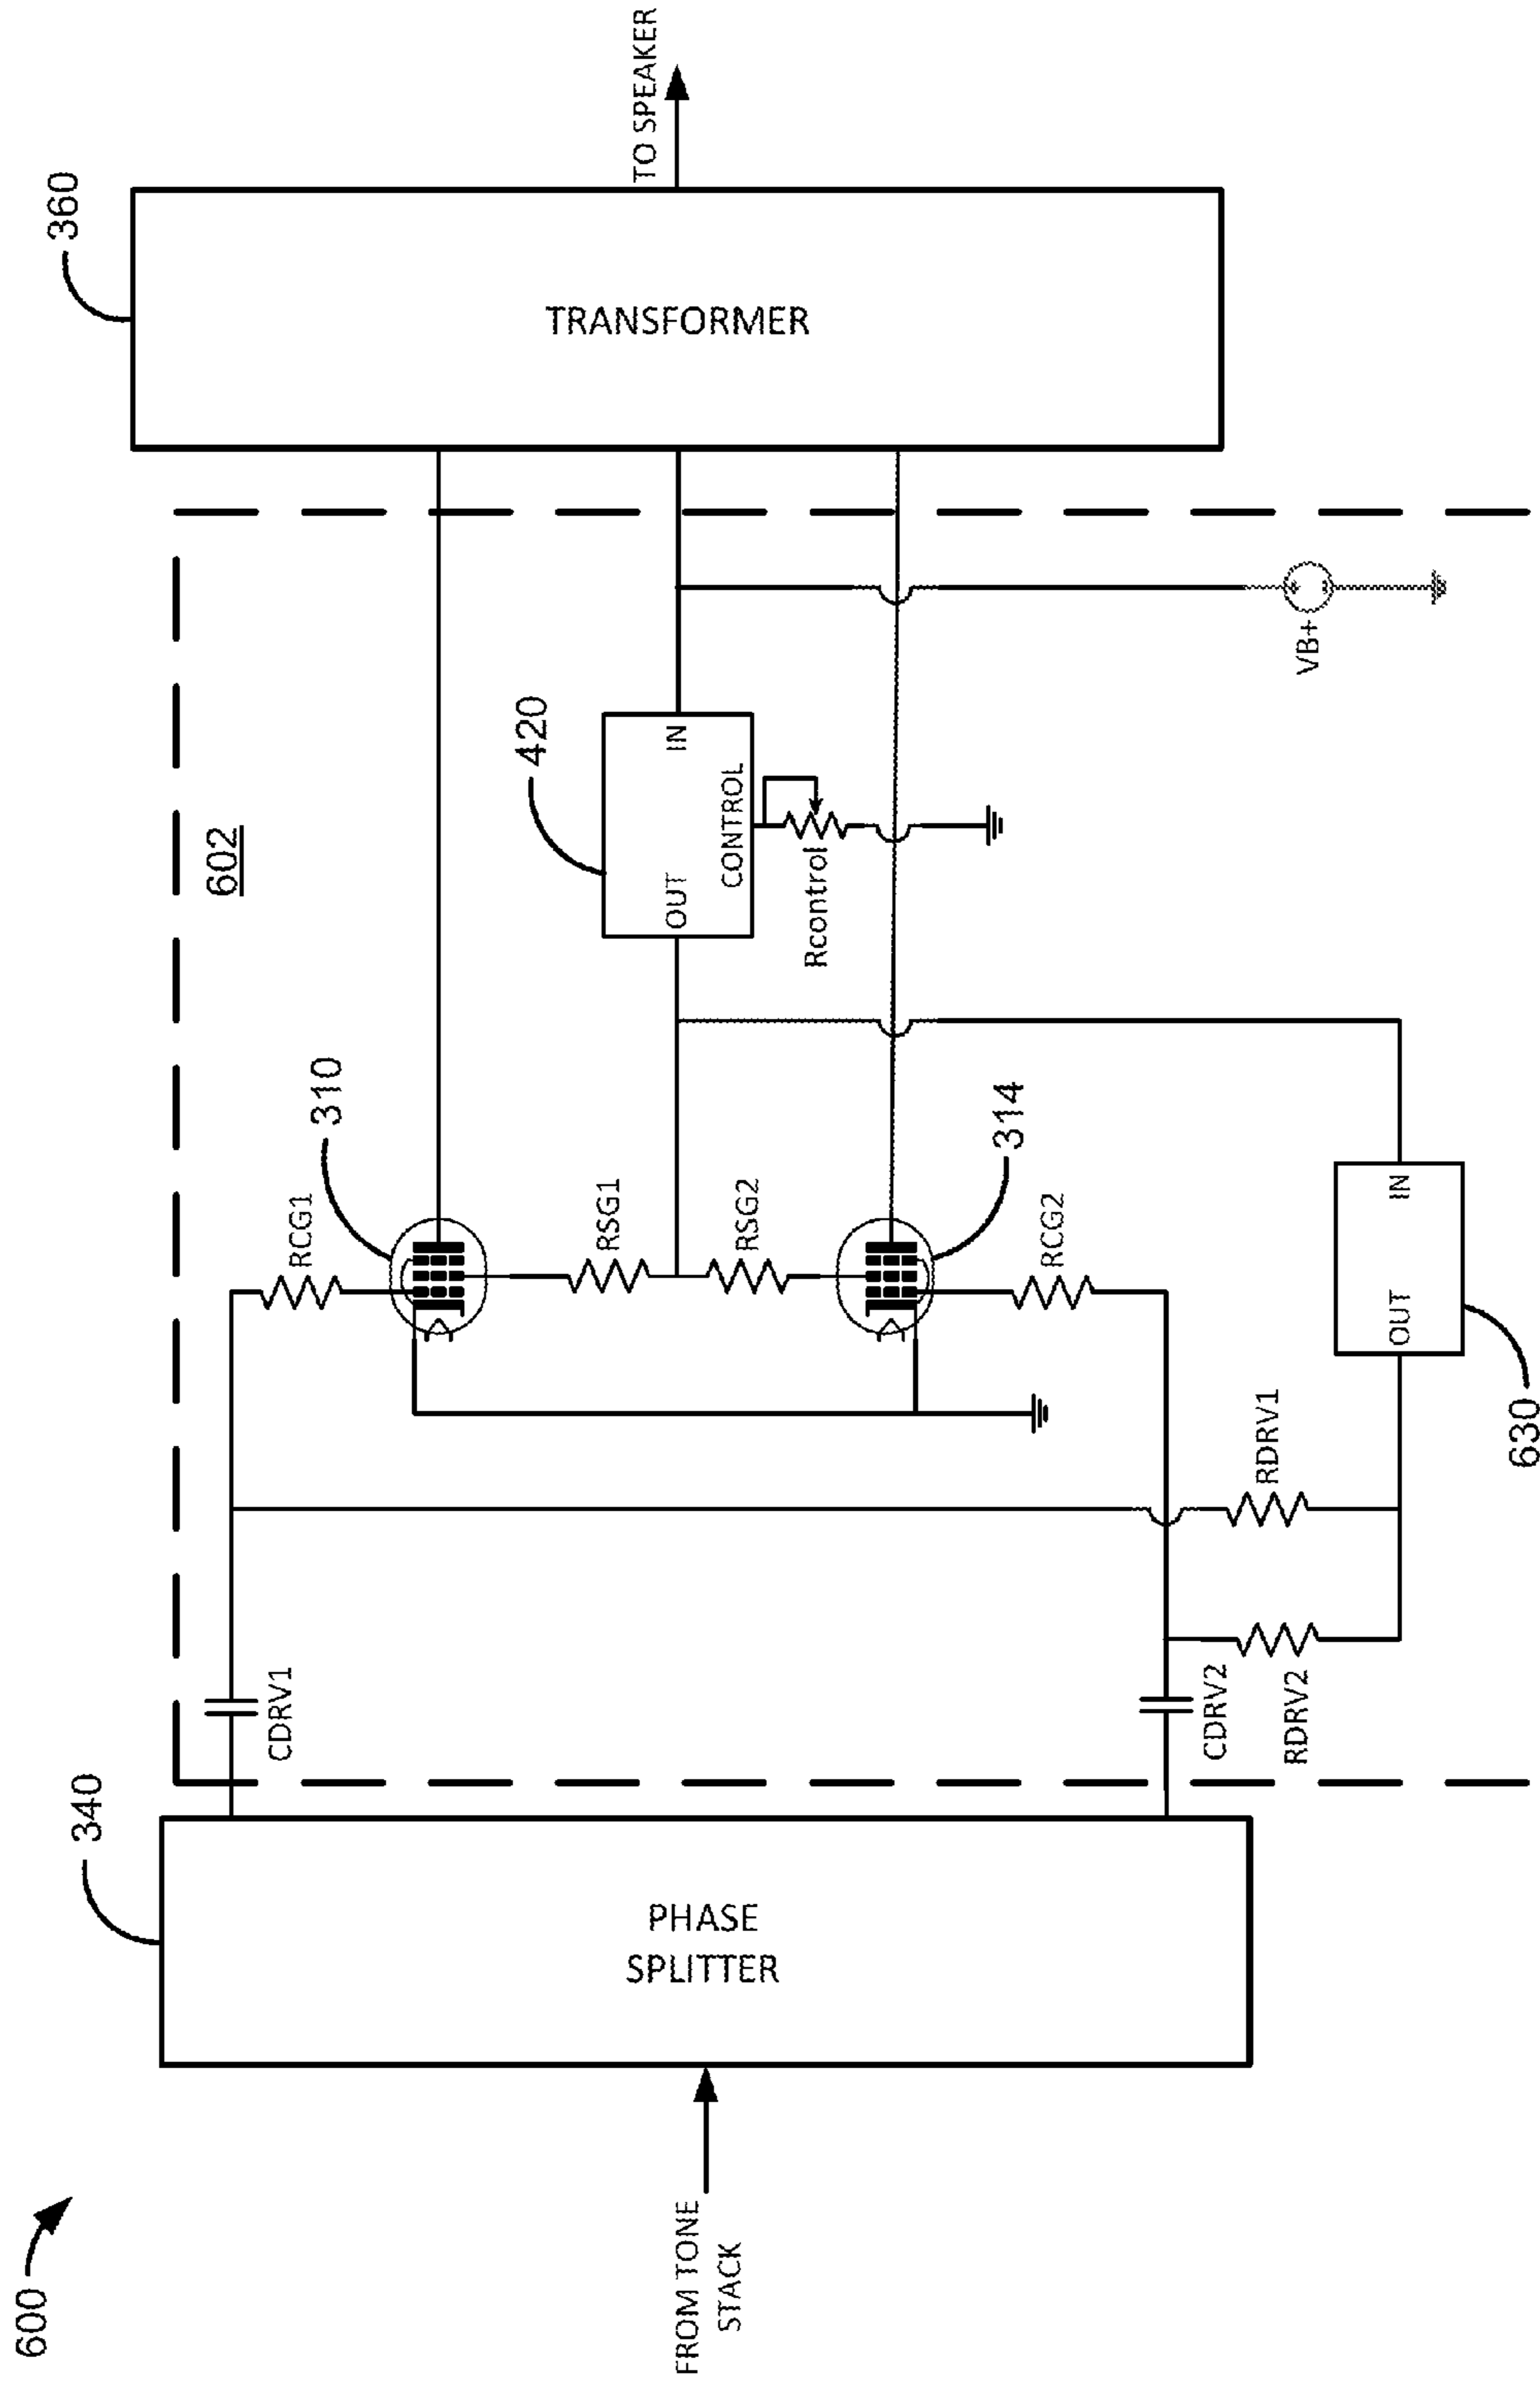 600
FROM TONE
STACK
340
PHASE
SPLITTER
602
CDRV1
CDRV2
RDRV2
RDRV1
RCG1
310
RSG1
RSG2
314
RCG2
OUT
IN
630
420
OUT
IN
CONTROL
Rcontrol
VB+
360
TRANSFORMER
TO SPEAKER